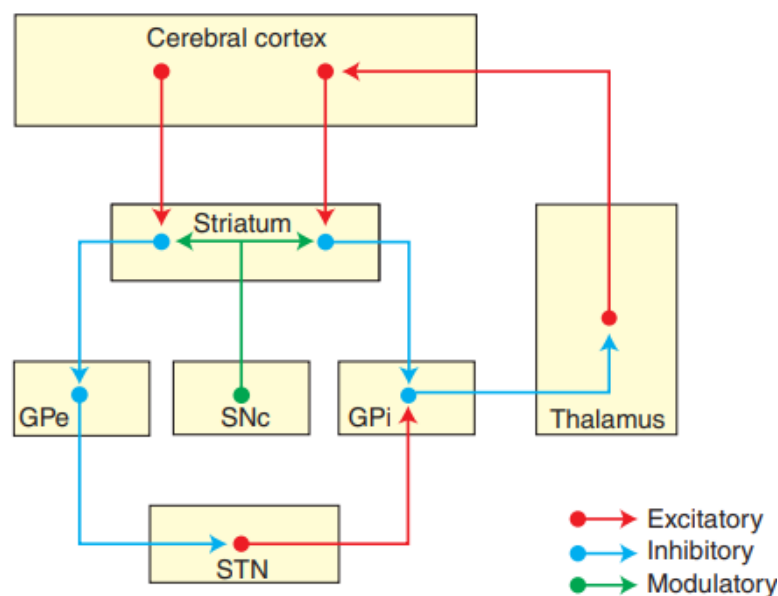 Cerebral cortex
Striatum
GPe
SNc
GPi
Thalamus
STN
Excitatory
Inhibitory
Modulatory